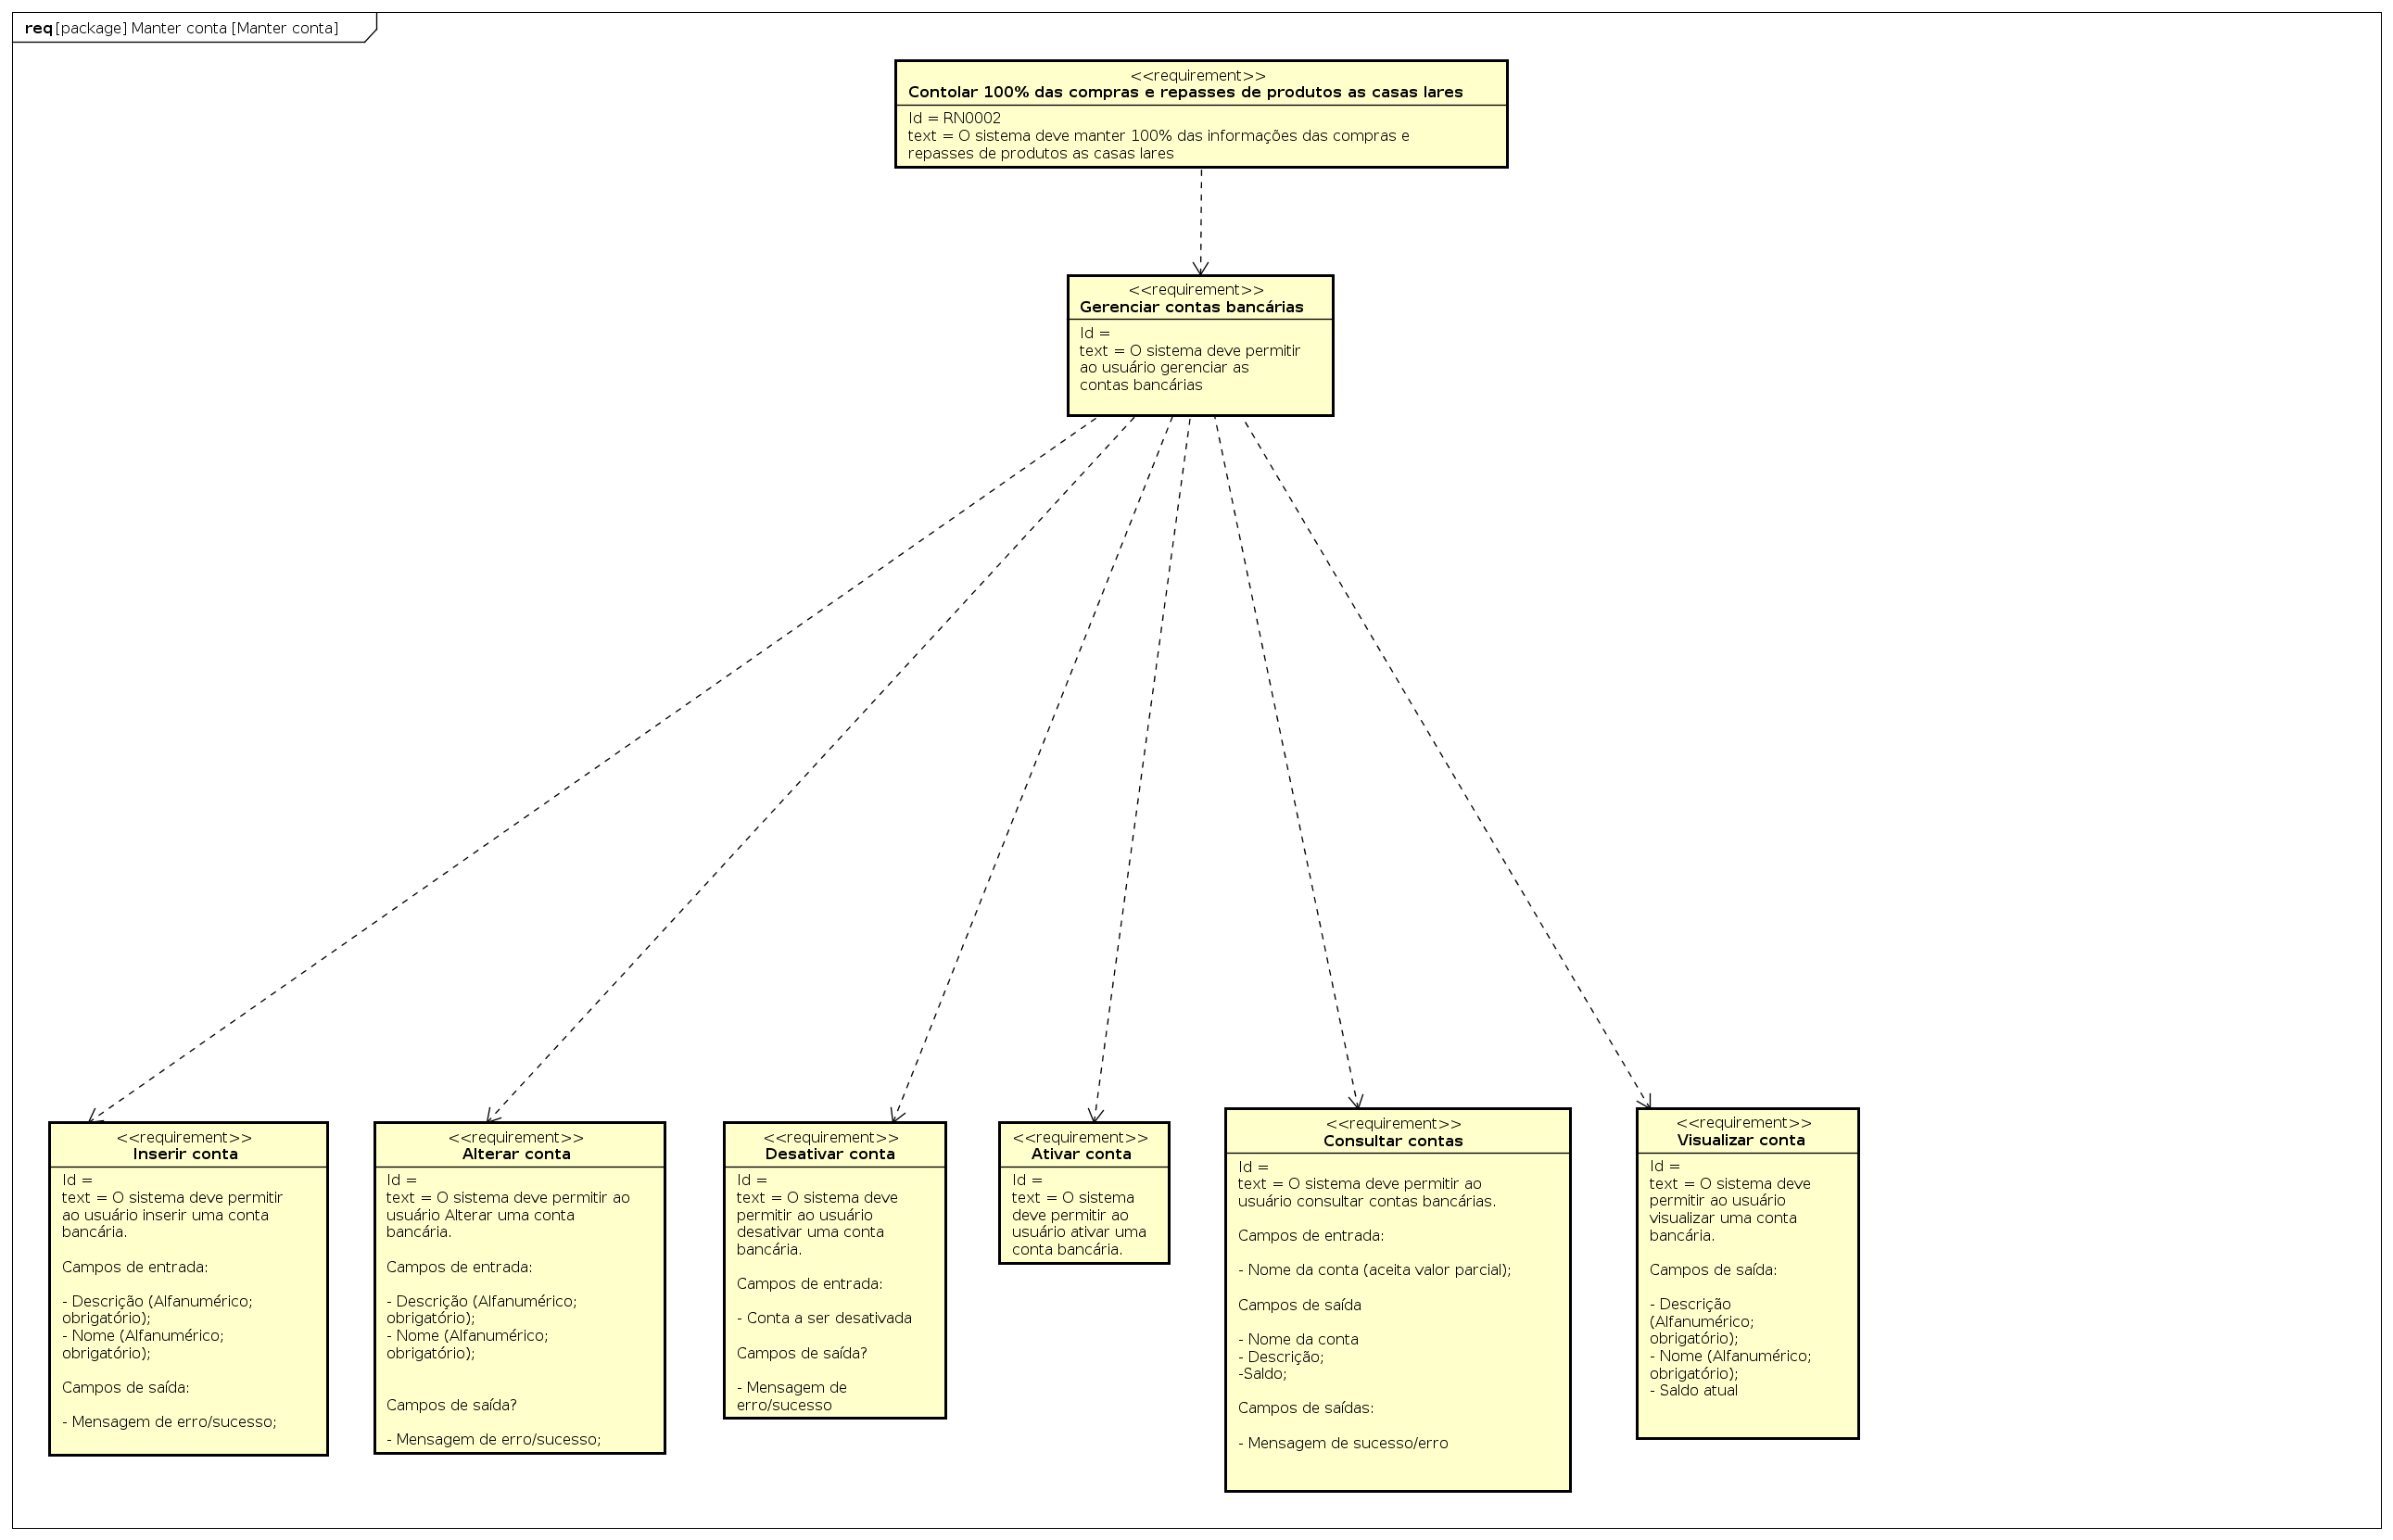 req [package] Manter conta [Manter conta]
<<requirement>>
Contolar 100% das compras e repasses de produtos as casas lares
Id = RN0002
text = O sistema deve manter 100% das informações das compras e
repasses de produtos as casas lares
<<requirement>>
Gerenciar contas bancárias
Id =
text = O sistema deve permitir
ao usuário gerenciar as
contas bancárias
<<requirement>>
Inserir conta
Id =
text = O sistema deve permitir
ao usuário inserir uma conta
bancária.
Campos de entrada:
- Descrição (Alfanumérico;
obrigatório);
- Nome (Alfanumérico;
obrigatório);
Campos de saída:
- Mensagem de erro/sucesso;
<<requirement>>
Alterar conta
Id =
text = O sistema deve permitir ao
usuário Alterar uma conta
bancária.
Campos de entrada:
- Descrição (Alfanumérico;
obrigatório);
- Nome (Alfanumérico;
obrigatório);
Campos de saída?
- Mensagem de erro/sucesso;
<<requirement>>
Desativar conta
Id =
text = O sistema deve
permitir ao usuário
desativar uma conta
bancária.
Campos de entrada:
- Conta a ser desativada
Campos de saída?
- Mensagem de
erro/sucesso
<<requirement>>
Ativar conta
Id =
text = O sistema
deve permitir ao
usuário ativar uma
conta bancária.
<<requirement>>
Consultar contas
Id =
text = O sistema deve permitir ao
usuário consultar contas bancárias.
Campos de entrada:
- Nome da conta (aceita valor parcial);
Campos de saída
- Nome da conta
- Descrição;
-Saldo;
Campos de saídas:
- Mensagem de sucesso/erro
<<requirement>>
Visualizar conta
Id =
text = O sistema deve
permitir ao usuário
visualizar uma conta
bancária.
Campos de saída:
- Descrição
(Alfanumérico;
obrigatório);
- Nome (Alfanumérico;
obrigatório);
- Saldo atual